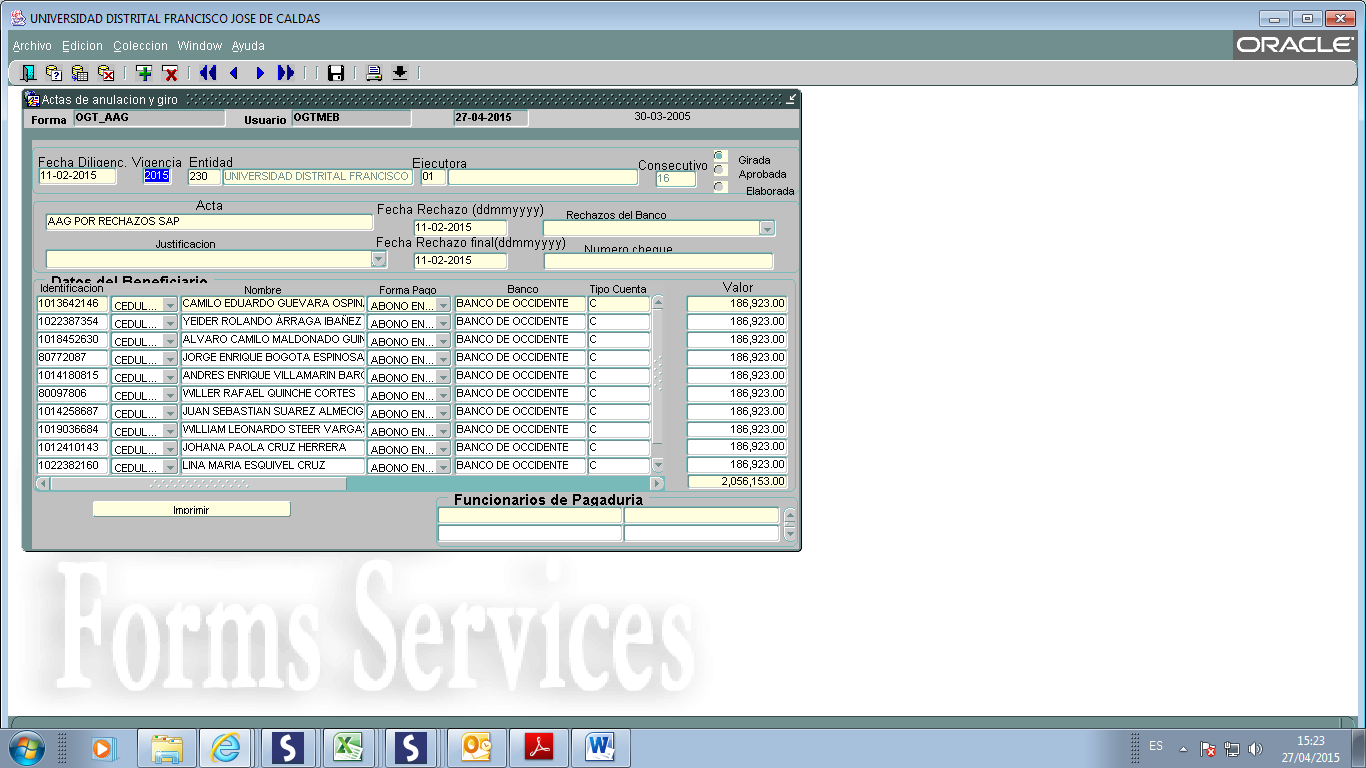 UNIVERSIDAD DISTRITAL FRANCISCO JOSE DE CALDAS
Archivo Edicion Coleccion Window Ayuda
ORACLE
Actas de anulacion y giro
Forma OGT_AAG Usuario OGTMEB 27-04-2015 30-03-2005
Fecha Diligenc. Vigencia Entidad Ejecutora Consecutivo Girada
11-02-2015 2015 230 UNIVERSIDAD DISTRITAL FRANCISCO 01 16 Aprobada
Elaborada
Acta Fecha Rechazo (ddmmyyyy) Rechazos del Banco
AAG POR RECHAZOS SAP 11-02-2015
Justificacion Fecha Rechazo final(ddmmyyyy) Numero cheque
11-02-2015
Datos del Beneficiario
Identificacion Nombre Forma Pago Banco Tipo Cuenta Valor
1013642146 CEDUL... CAMILO EDUARDO GUEVARA OSPIN ABONO EN... BANCO DE OCCIDENTE C 186,923.00
1022387354 CEDUL... YEIDER ROLANDO ARRAGA IBAÑEZ ABONO EN... BANCO DE OCCIDENTE C 186,923.00
1018452630 CEDUL... ALVARO CAMILO MALDONADO GUI ABONO EN... BANCO DE OCCIDENTE C 186,923.00
80772087 CEDUL... JORGE ENRIQUE BOGOTA ESPINOSA ABONO EN... BANCO DE OCCIDENTE C 186,923.00
1014180815 CEDUL... ANDRES ENRIQUE VILLAMARIN BARC ABONO EN... BANCO DE OCCIDENTE C 186,923.00
80097806 CEDUL... WILLER RAFAEL QUINCHE CORTES ABONO EN... BANCO DE OCCIDENTE C 186,923.00
1014258687 CEDUL... JUAN SEBASTIAN SUAREZ ALMECIG ABONO EN... BANCO DE OCCIDENTE C 186,923.00
1019036684 CEDUL... WILLIAM LEONARDO STEER VARGA ABONO EN... BANCO DE OCCIDENTE C 186,923.00
1012410143 CEDUL... JOHANA PAOLA CRUZ HERRERA ABONO EN... BANCO DE OCCIDENTE C 186,923.00
1022382160 CEDUL... LINA MARIA ESQUIVEL CRUZ ABONO EN... BANCO DE OCCIDENTE C 186,923.00
2,056,153.00
Imprimir Funcionarios de Pagaduria
Forms Services
ES 15:23
27/04/2015